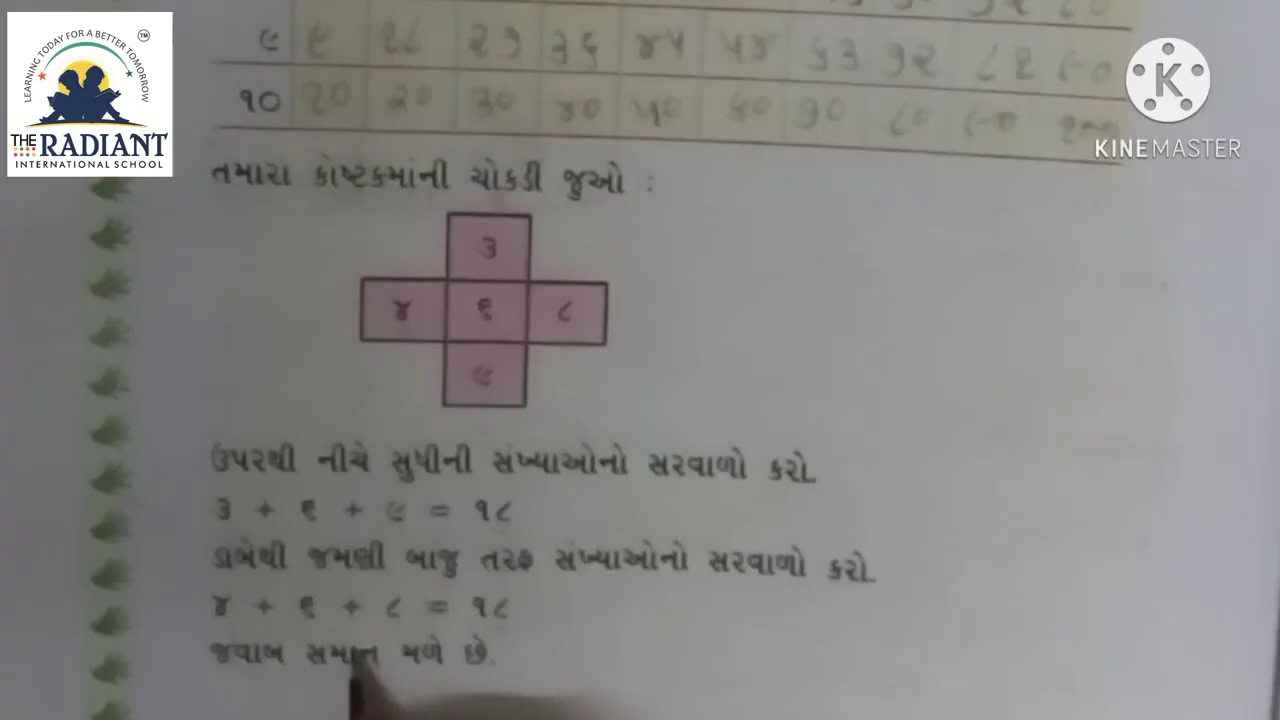 LEARNING TODAY FOR A BETTER TOMORROW
TM
THE RADIANT
INTERNATIONAL SCHOOL
K
KINEMASTER
૯ ૯ ૧૮ ૨૭ ૩૬ ૪૫ ૫૪ ૬૩ ૭૨ ૮૧ ૯૦
૧૦ ૧૦ ૨૦ ૩૦ ૪૦ ૫૦ ૬૦ ૭૦ ૮૦ ૯૦ ૧૦૦
તમારા કોષ્ટકમાંની ચોકડી જુઓ :
૩
૪ ૬ ૮
૯
ઉપરથી નીચે સુધીની સંખ્યાઓનો સરવાળો કરો.
૩ + ૬ + ૯ = ૧૮
ડાબેથી જમણી બાજુ તરફ સંખ્યાઓનો સરવાળો કરો.
૪ + ૬ + ૮ = ૧૮
જવાબ સમાન મળે છે.